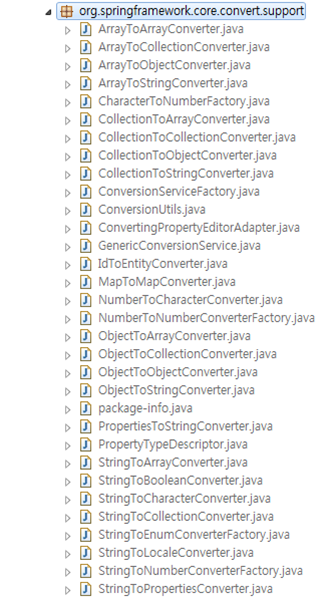 org.springframework.core.convert.support
ArrayToArrayConverter.java
ArrayToCollectionConverter.java
ArrayToObjectConverter.java
ArrayToStringConverter.java
CharacterToNumberFactory.java
CollectionToArrayConverter.java
CollectionToCollectionConverter.java
CollectionToObjectConverter.java
CollectionToStringConverter.java
ConversionServiceFactory.java
ConversionUtils.java
ConvertingPropertyEditorAdapter.java
GenericConversionService.java
IdToEntityConverter.java
MapToMapConverter.java
NumberToCharacterConverter.java
NumberToNumberConverterFactory.java
ObjectToArrayConverter.java
ObjectToCollectionConverter.java
ObjectToObjectConverter.java
ObjectToStringConverter.java
package-info.java
PropertiesToStringConverter.java
PropertyTypeDescriptor.java
StringToArrayConverter.java
StringToBooleanConverter.java
StringToCharacterConverter.java
StringToCollectionConverter.java
StringToEnumConverterFactory.java
StringToLocaleConverter.java
StringToNumberConverterFactory.java
StringToPropertiesConverter.java